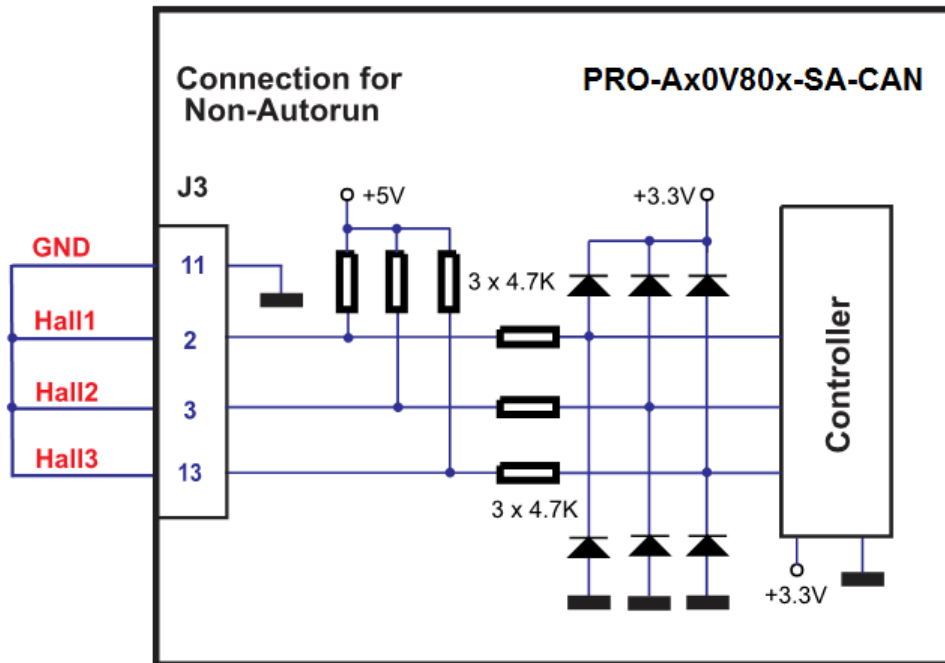 Connection for
Non-Autorun
PRO-Ax0V80x-SA-CAN
J3
+5V
+3.3V
GND
11
3 x 4.7K
Hall1
2
Hall2
3
Hall3
13
3 x 4.7K
Controller
+3.3V